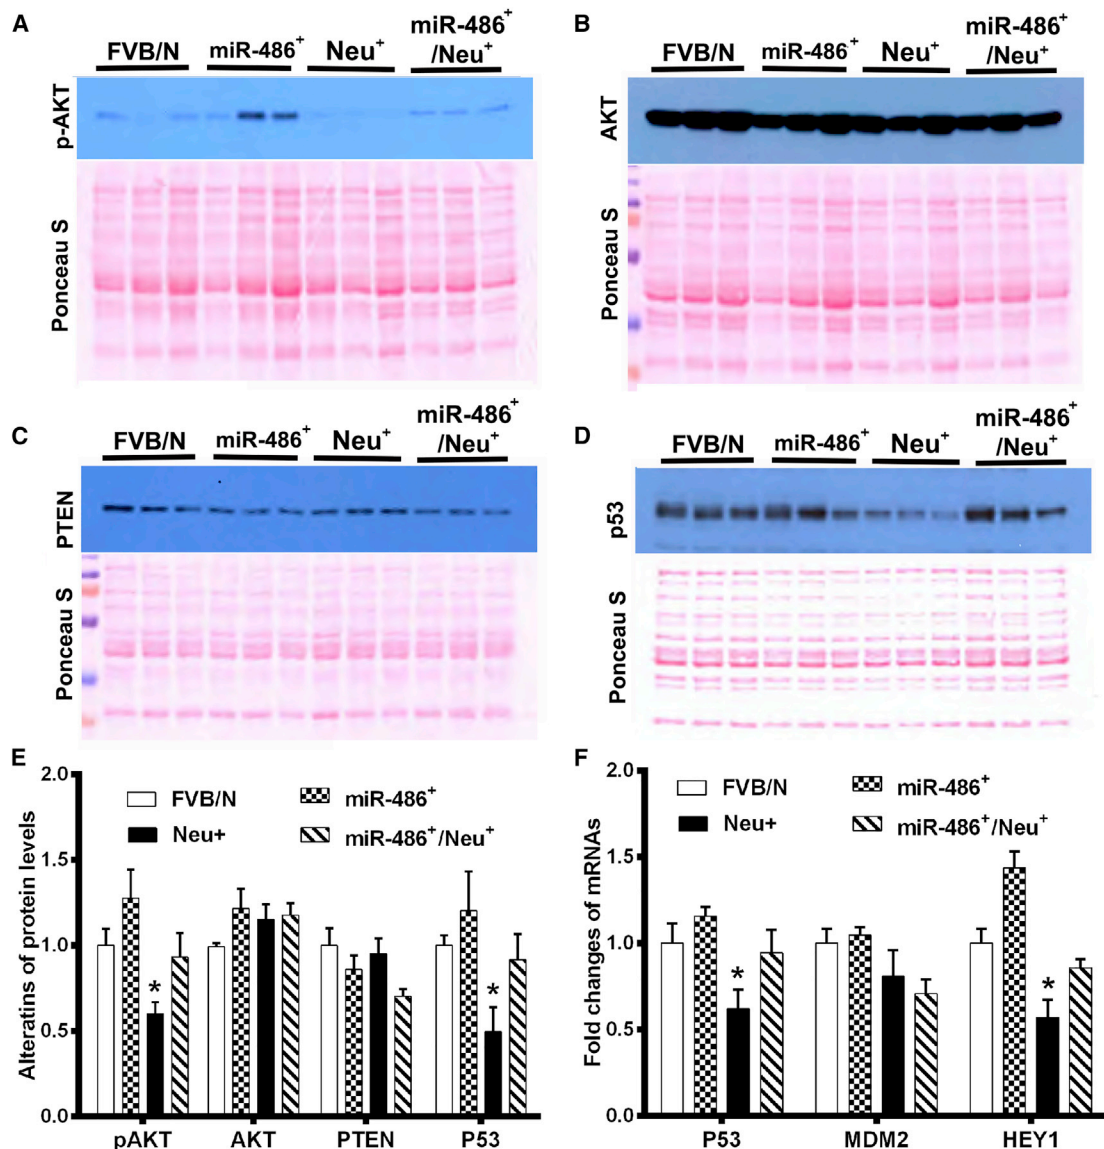 A
FVB/N miR-486+ Neu+ miR-486+
/Neu+
p-AKT
Ponceau S
B
FVB/N miR-486+ Neu+ miR-486+
/Neu+
AKT
Ponceau S
C
FVB/N miR-486+ Neu+ miR-486+
/Neu+
PTEN
Ponceau S
D
FVB/N miR-486+ Neu+ miR-486+
/Neu+
p53
Ponceau S
E
Alteratins of protein levels
2.0
1.5
1.0
0.5
0.0
FVB/N miR-486+
Neu+ miR-486+/Neu+
* *
pAKT AKT PTEN P53
F
Fold changes of mRNAs
2.0
1.5
1.0
0.5
0.0
FVB/N miR-486+
Neu+ miR-486+/Neu+
* *
P53 MDM2 HEY1